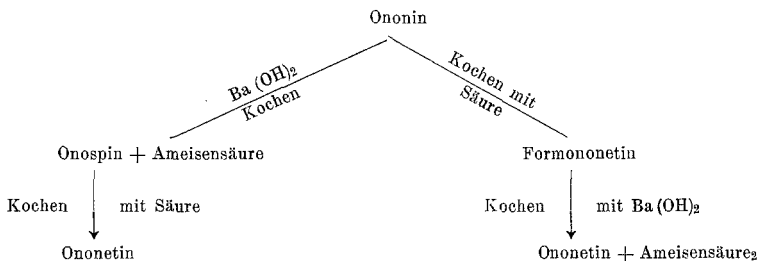 Ononin
Ba (OH)₂
Kochen
Kochen mit
Säure
Onospin + Ameisensäure
Formononetin
Kochen mit Säure
Kochen mit Ba (OH)₂
Ononetin
Ononetin + Ameisensäure₂